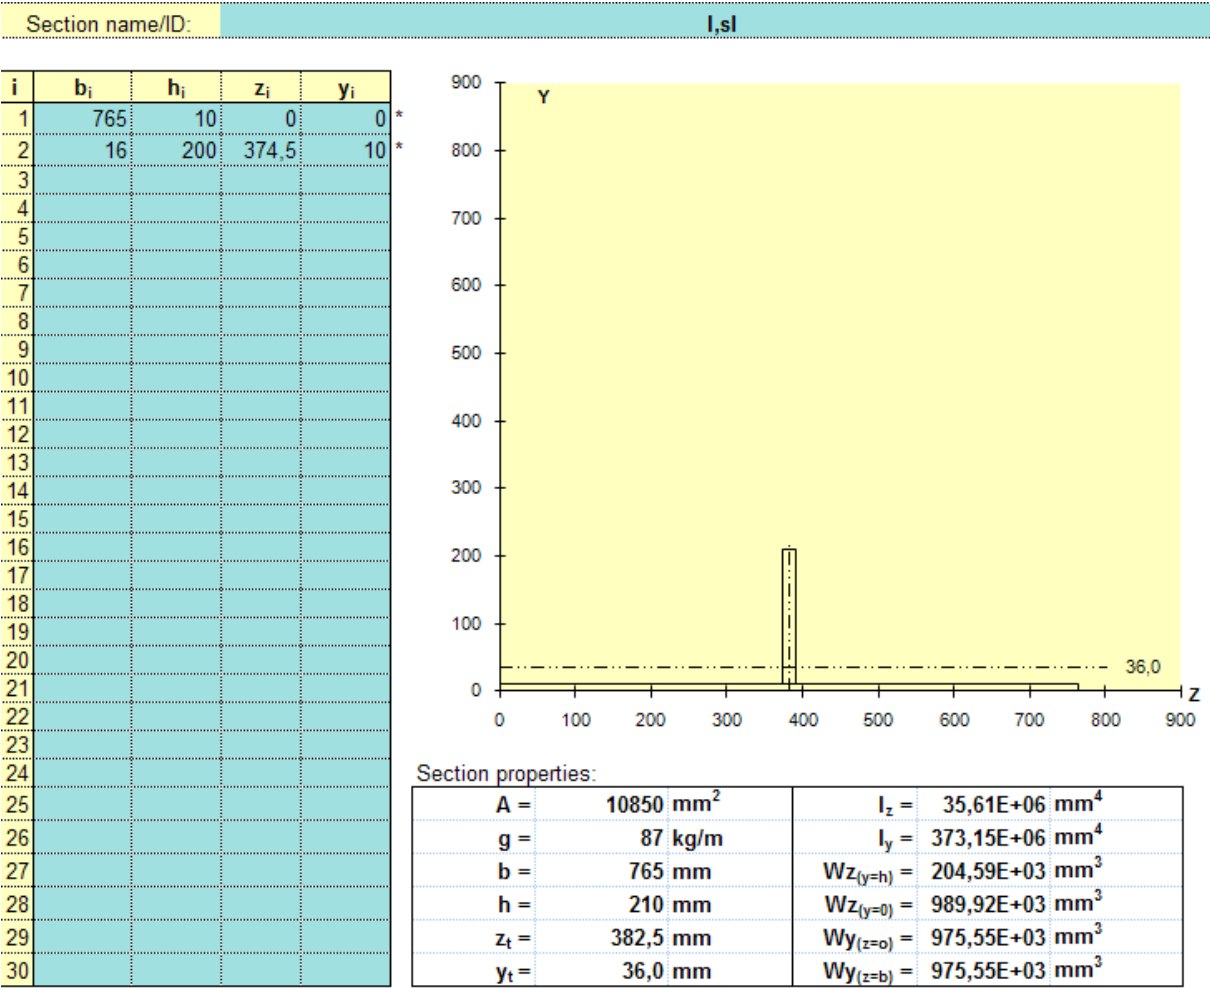 Section name/ID: I,sl
i bi hi zi yi
1 765 10 0 0 *
2 16 200 374,5 10 *
3
4
5
6
7
8
9
10
11
12
13
14
15
16
17
18
19
20
21
22
23
24
25
26
27
28
29
30
Y
900
800
700
600
500
400
300
200
100
0
36,0
Z
0 100 200 300 400 500 600 700 800 900
Section properties:
A = 10850 mm² Iz = 35,61E+06 mm⁴
g = 87 kg/m Iy = 373,15E+06 mm⁴
b = 765 mm Wz(y=h) = 204,59E+03 mm³
h = 210 mm Wz(y=0) = 989,92E+03 mm³
zt = 382,5 mm Wy(z=o) = 975,55E+03 mm³
yt = 36,0 mm Wy(z=b) = 975,55E+03 mm³